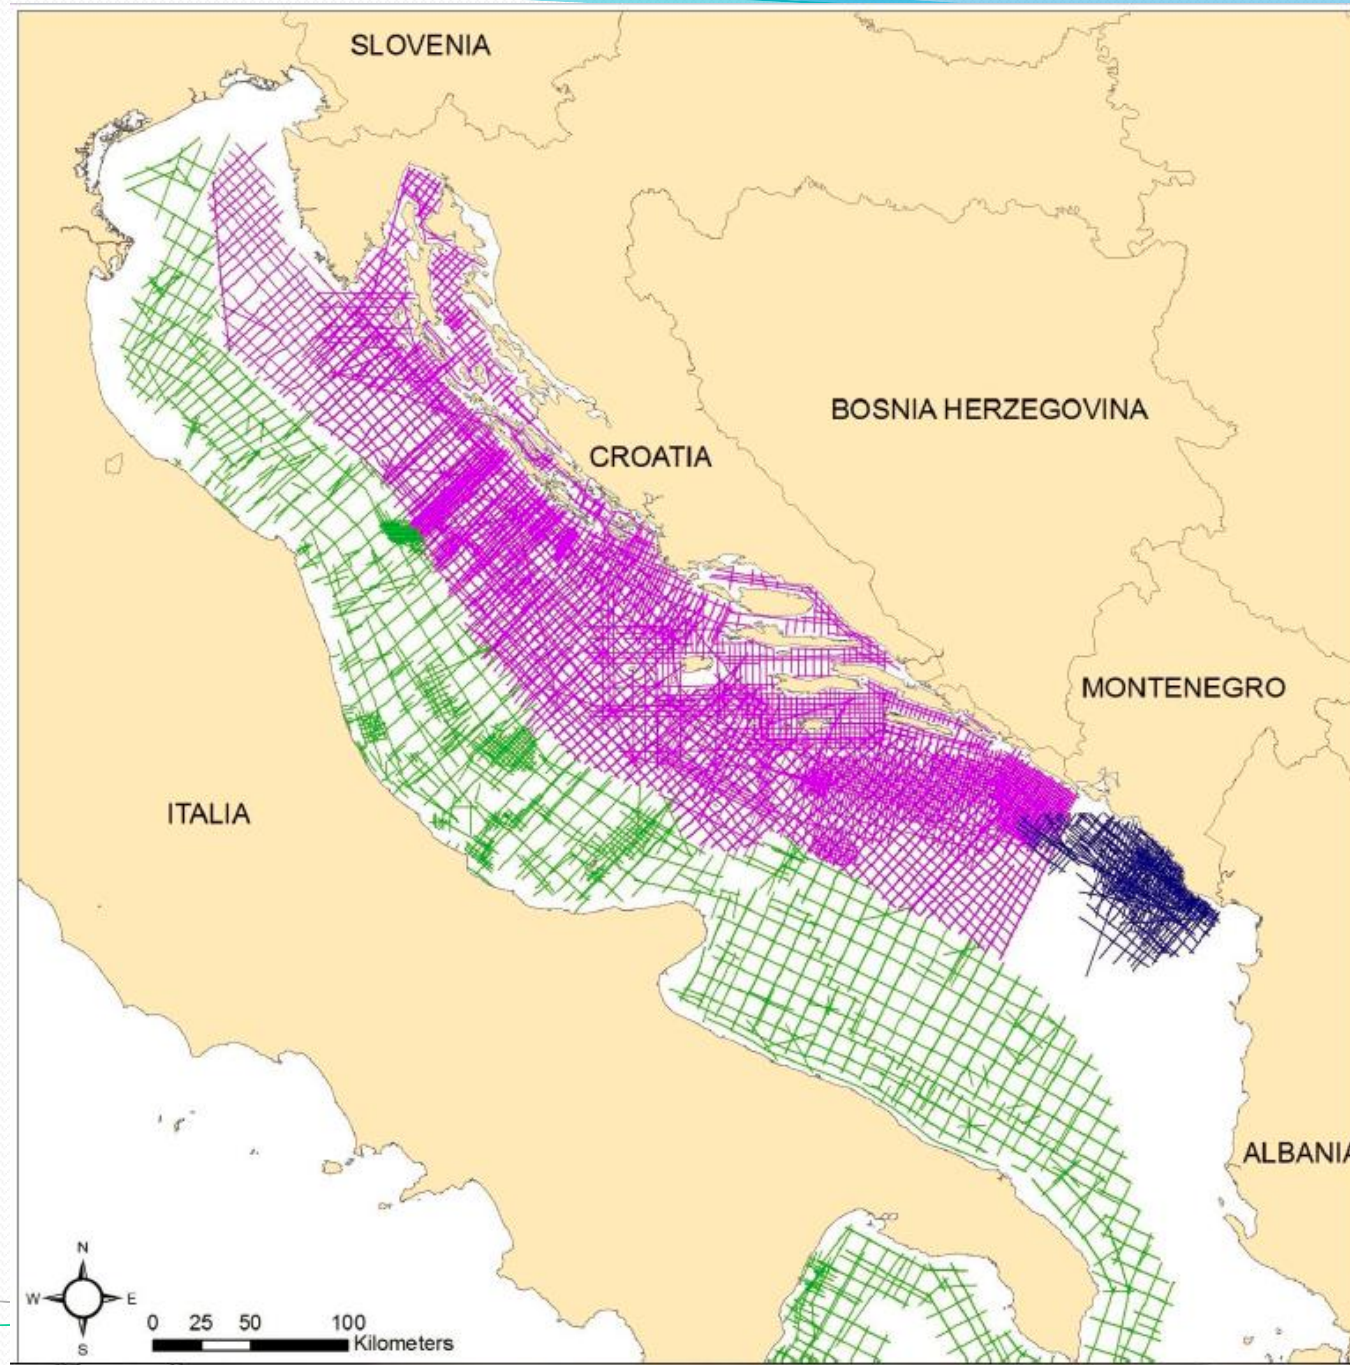 SLOVENIA
BOSNIA HERZEGOVINA
CROATIA
MONTENEGRO
ITALIA
ALBANIA
N
W E
S
0 25 50 100
Kilometers